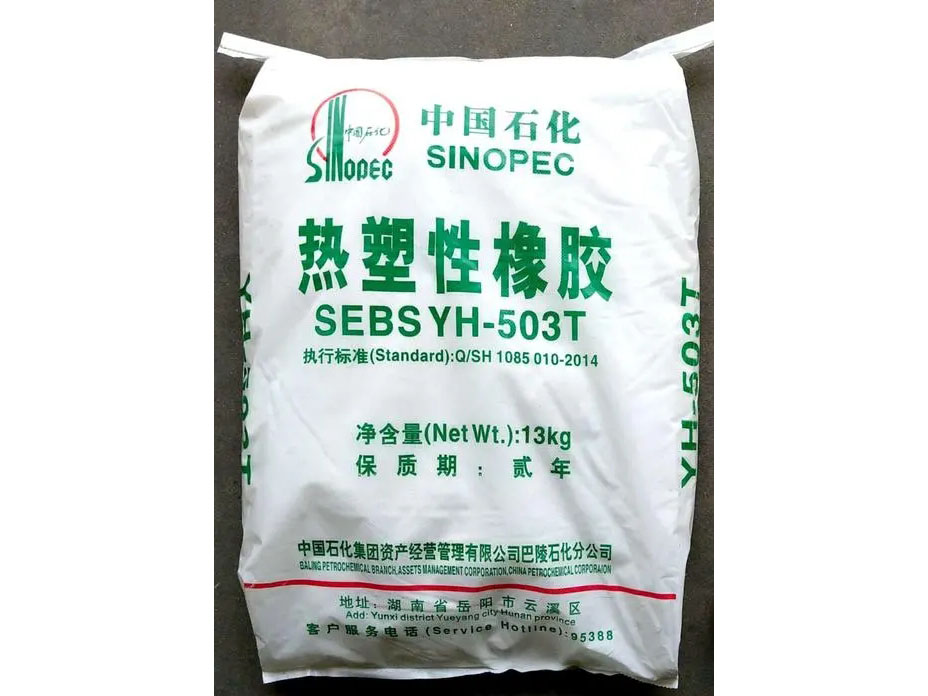 中国石化
SINOPEC
中国石化
SINOPEC
热塑性橡胶
SEBS YH-503T
执行标准(Standard):Q/SH 1085 010-2014
净含量(Net Wt.):13kg
保质期:贰年
中国石化集团资产经营管理有限公司巴陵石化分公司
BALING PETROCHEMICAL BRANCH,ASSETS MANAGEMENT CORPORATION,CHINA PETROCHEMICAL CORPORAION
地址:湖南省岳阳市云溪区
Add: Yunxi district Yueyang city Hunan province
客户服务电话(Service Hotline):95388
YH-503T
YH-503T